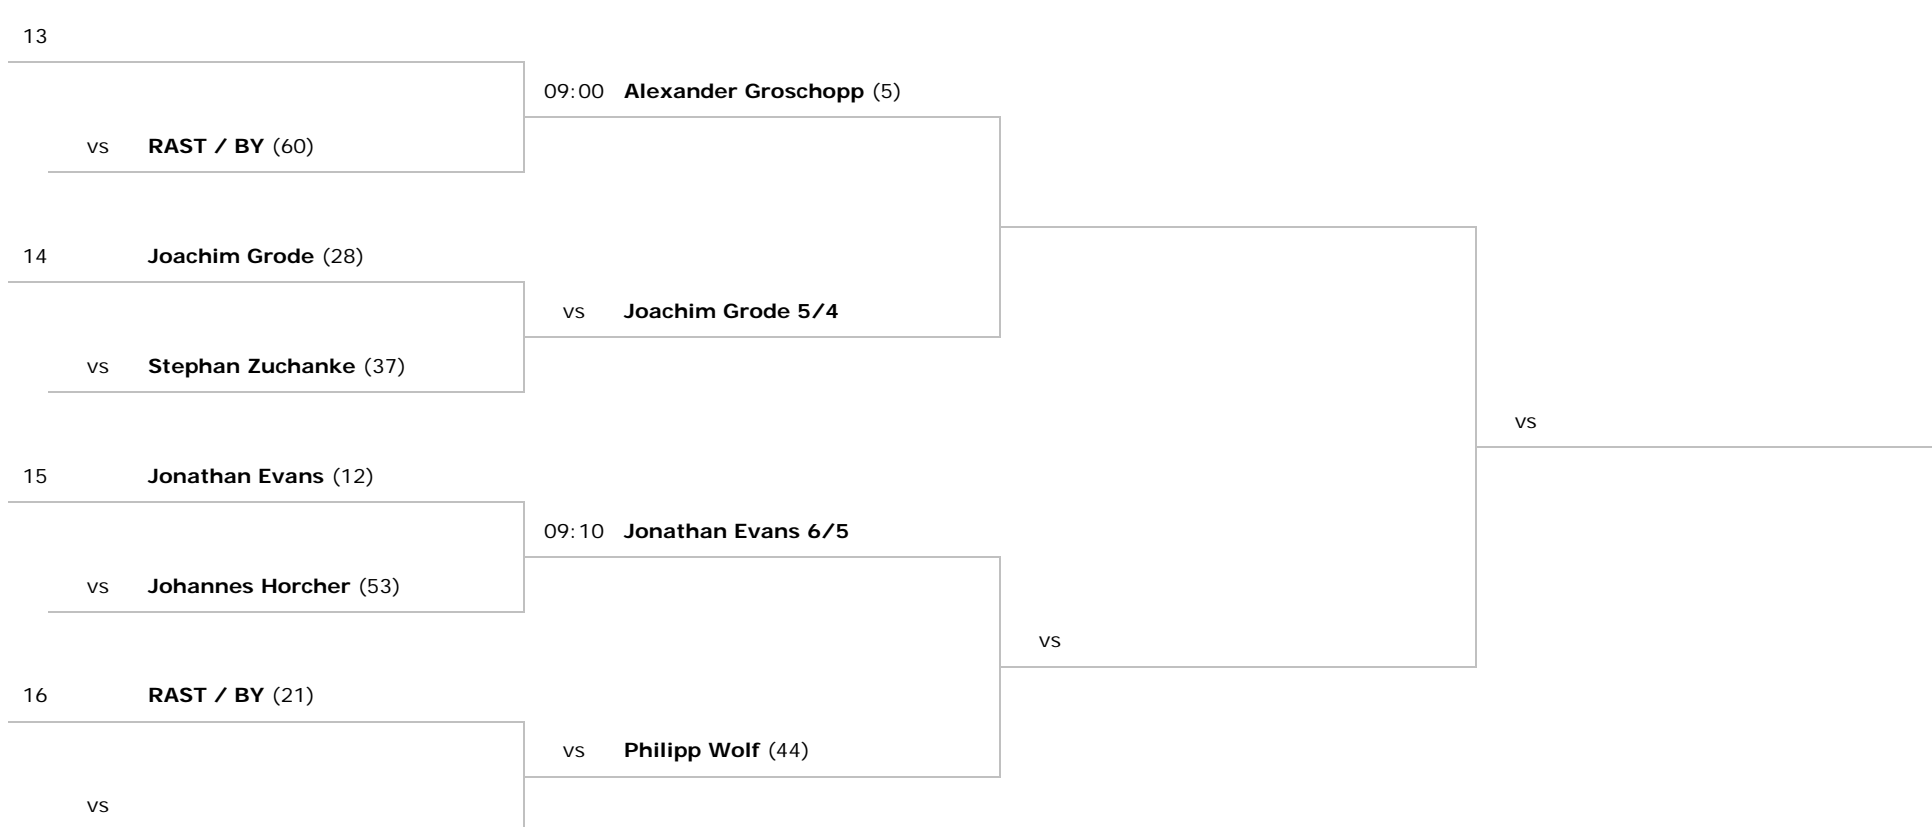 13
09:00 Alexander Groschopp (5)
vs RAST / BY (60)
14 Joachim Grode (28)
vs Joachim Grode 5/4
vs Stephan Zuchanke (37)
vs
15 Jonathan Evans (12)
09:10 Jonathan Evans 6/5
vs Johannes Horcher (53)
vs
16 RAST / BY (21)
vs Philipp Wolf (44)
vs